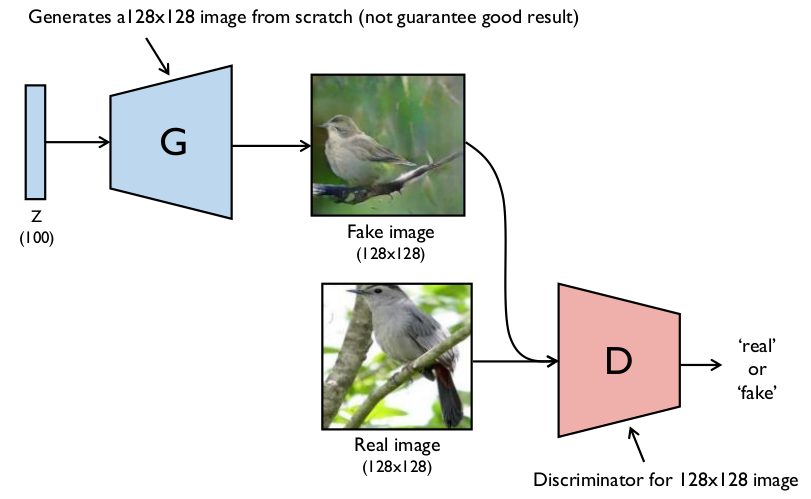 Generates a128x128 image from scratch (not guarantee good result)
G
Z
(100)
Fake image
(128x128)
Real image
(128x128)
D
‘real’
or
‘fake’
Discriminator for 128x128 image